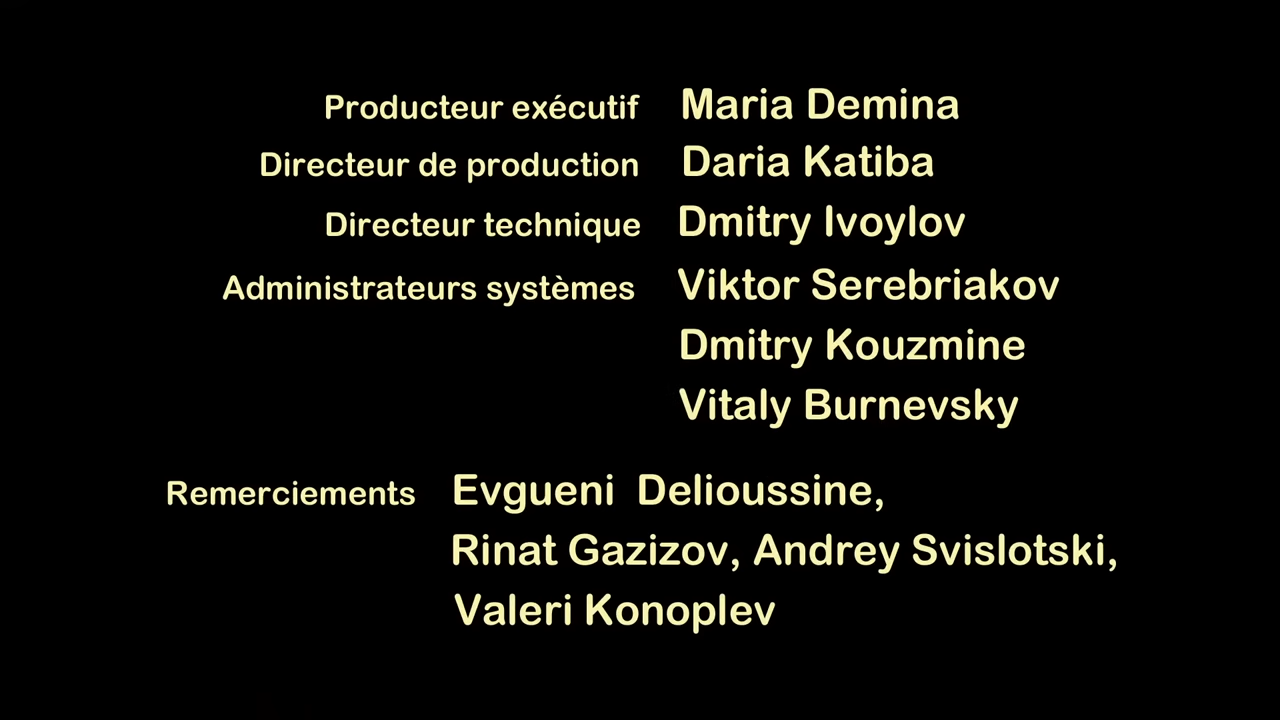 Producteur exécutif Maria Demina
Directeur de production Daria Katiba
Directeur technique Dmitry Ivoylov
Administrateurs systèmes Viktor Serebriakov
Dmitry Kouzmine
Vitaly Burnevsky
Remerciements Evgueni Delioussine,
Rinat Gazizov, Andrey Svislotski,
Valeri Konoplev